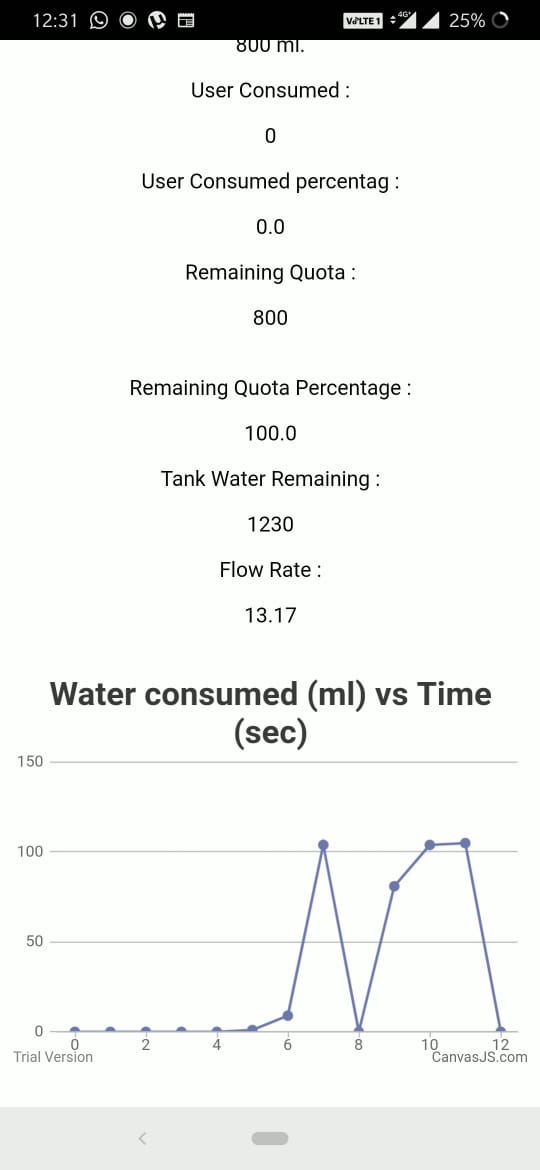 12:31
VoLTE 1 4G+ 25%
800 ml.
User Consumed :
0
User Consumed percentag :
0.0
Remaining Quota :
800
Remaining Quota Percentage :
100.0
Tank Water Remaining :
1230
Flow Rate :
13.17
Water consumed (ml) vs Time
(sec)
150
100
50
0
0 2 4 6 8 10 12
Trial Version CanvasJS.com